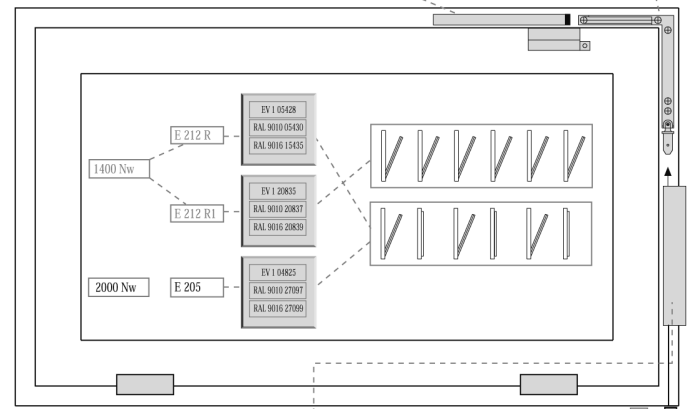 EV 1 05428
RAL 9010 05430
RAL 9016 15435
E 212 R
1400 Nw
E 212 R1
EV 1 20835
RAL 9010 20837
RAL 9016 20839
2000 Nw
E 205
EV 1 04825
RAL 9010 27097
RAL 9016 27099